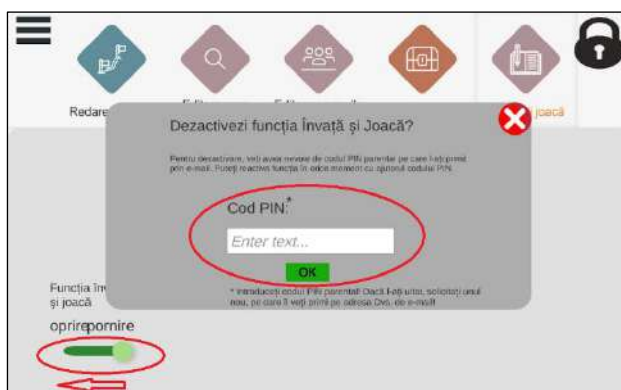 Redare
joacă
Dezactivezi funcția Învață și Joacă?
Pentru dezactivare, veți avea nevoie de codul PIN parental pe care l-ați primit
prin e-mail. Puteți reactiva funcția în orice moment cu ajutorul codului PIN.
Cod PIN:*
Enter text...
OK
* Introduceți codul PIN parental! Dacă l-ați uitat, solicitați unul
nou, pe care îl veți primi pe adresa Dvs. de e-mail!
Funcția înv
și joacă
oprirepornire